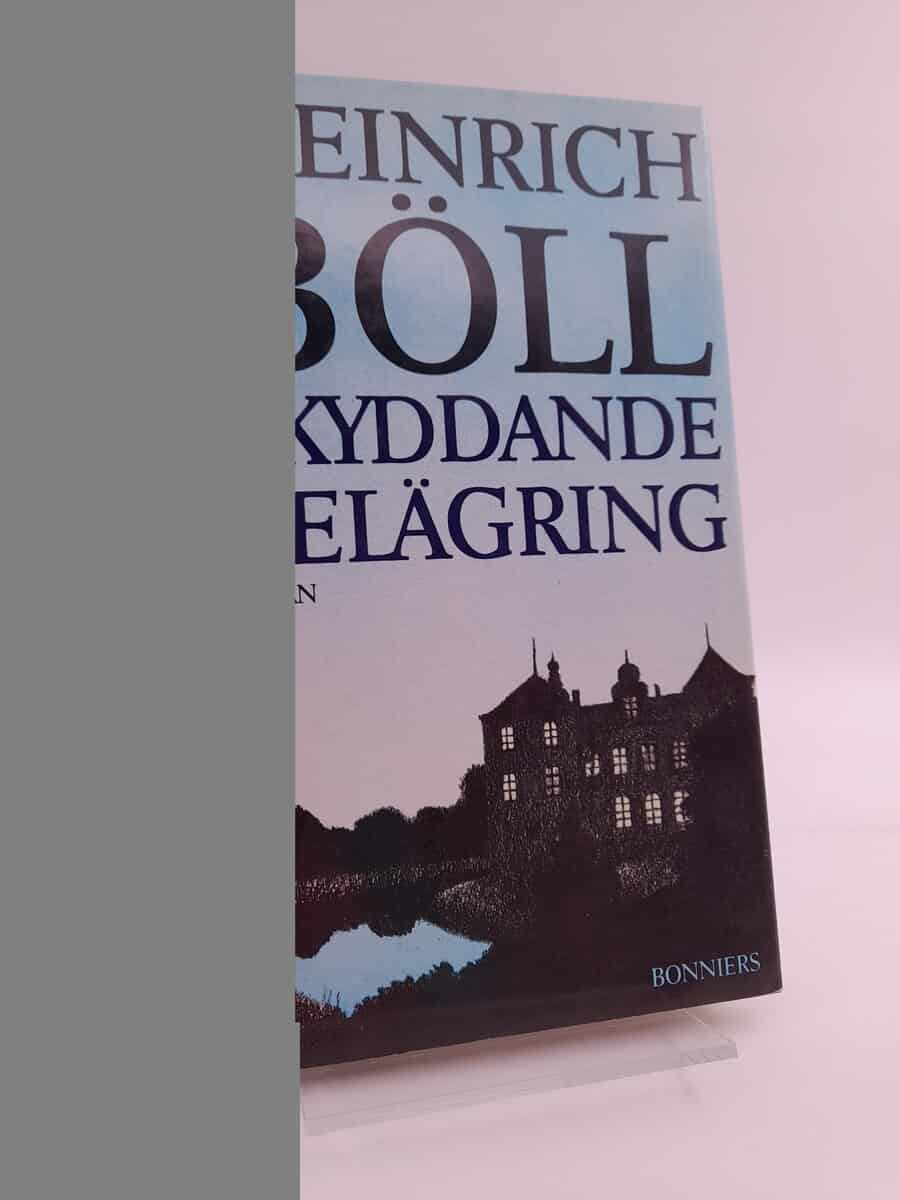 EINRICH
BÖLL
KYDDANDE
ELÄGRING
AN
BONNIERS